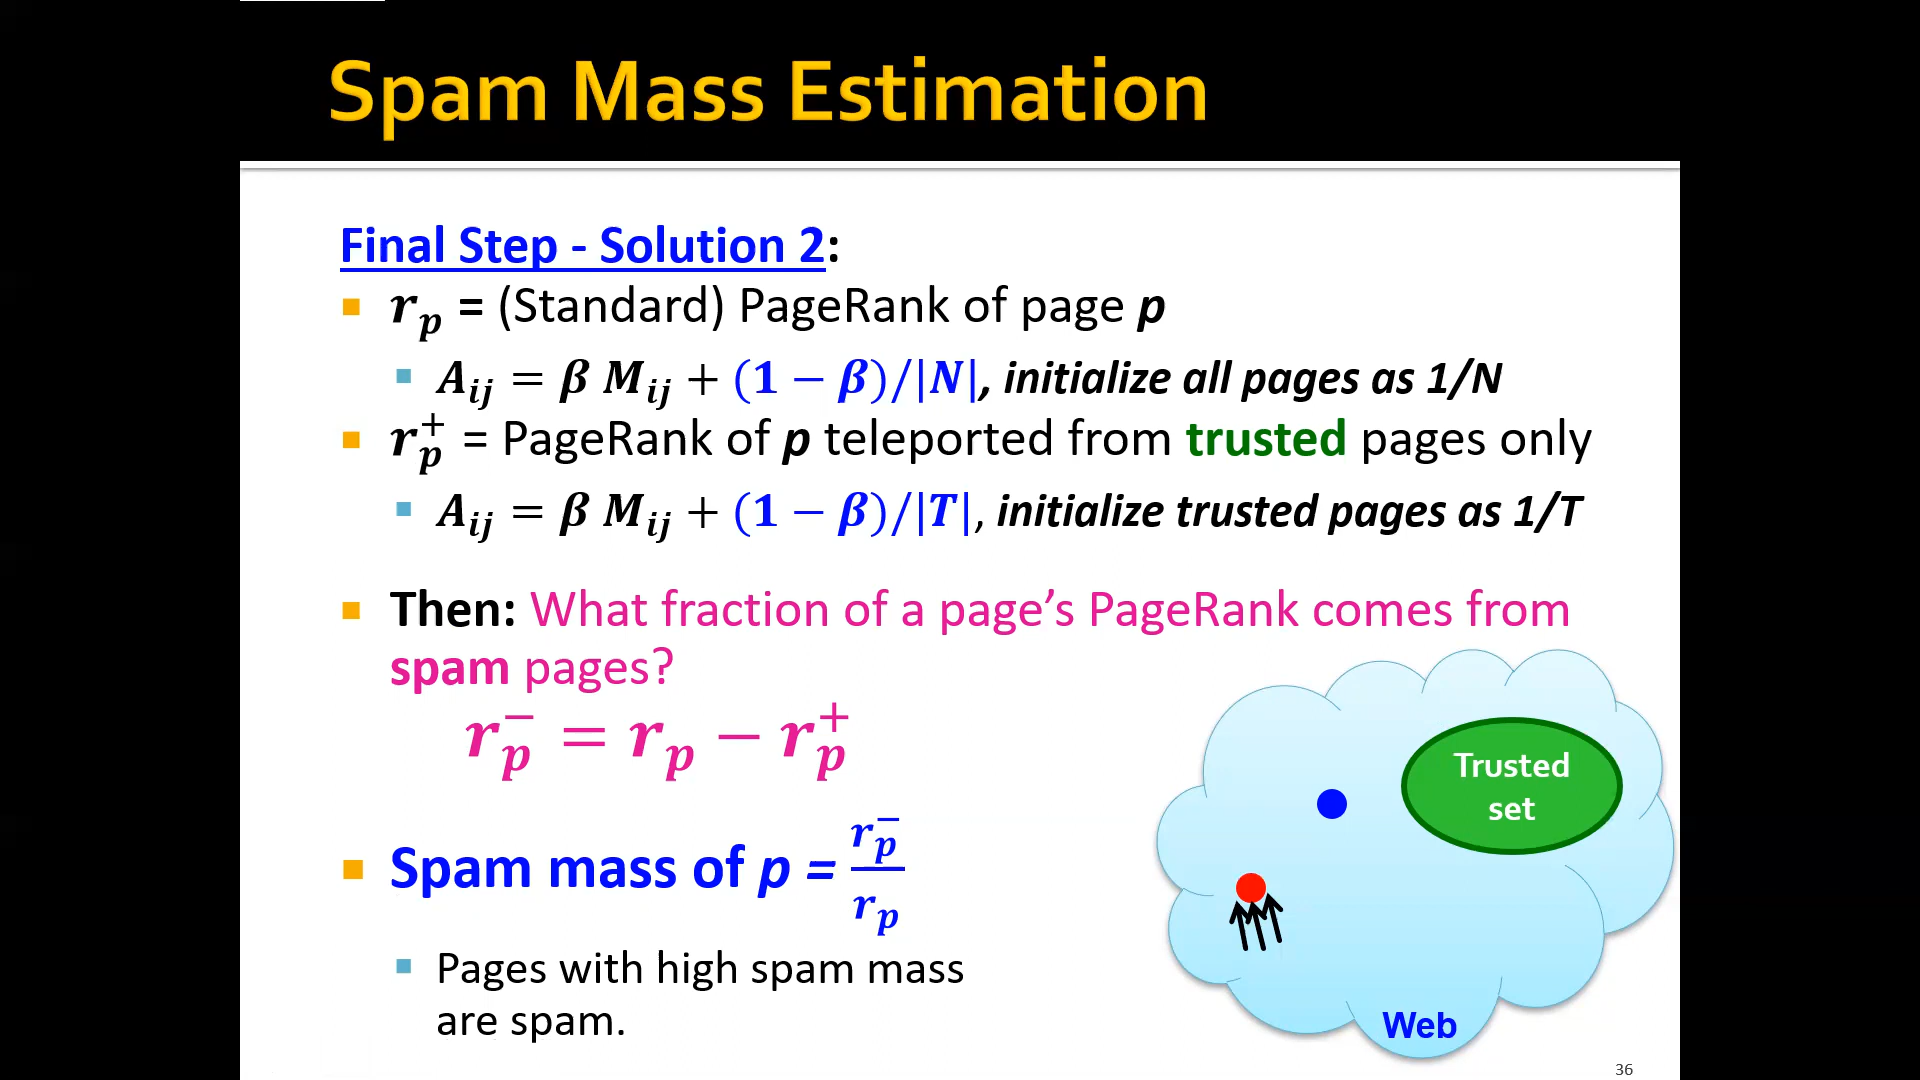 Spam Mass Estimation
Final Step - Solution 2:
r_p = (Standard) PageRank of page p
A_ij = β M_ij + (1 − β)/|N|, initialize all pages as 1/N
r_p^+ = PageRank of p teleported from trusted pages only
A_ij = β M_ij + (1 − β)/|T|, initialize trusted pages as 1/T
Then: What fraction of a page’s PageRank comes from
spam pages?
r_p^− = r_p − r_p^+
Spam mass of p = r_p^− / r_p
Pages with high spam mass
are spam.
Trusted
set
Web
36